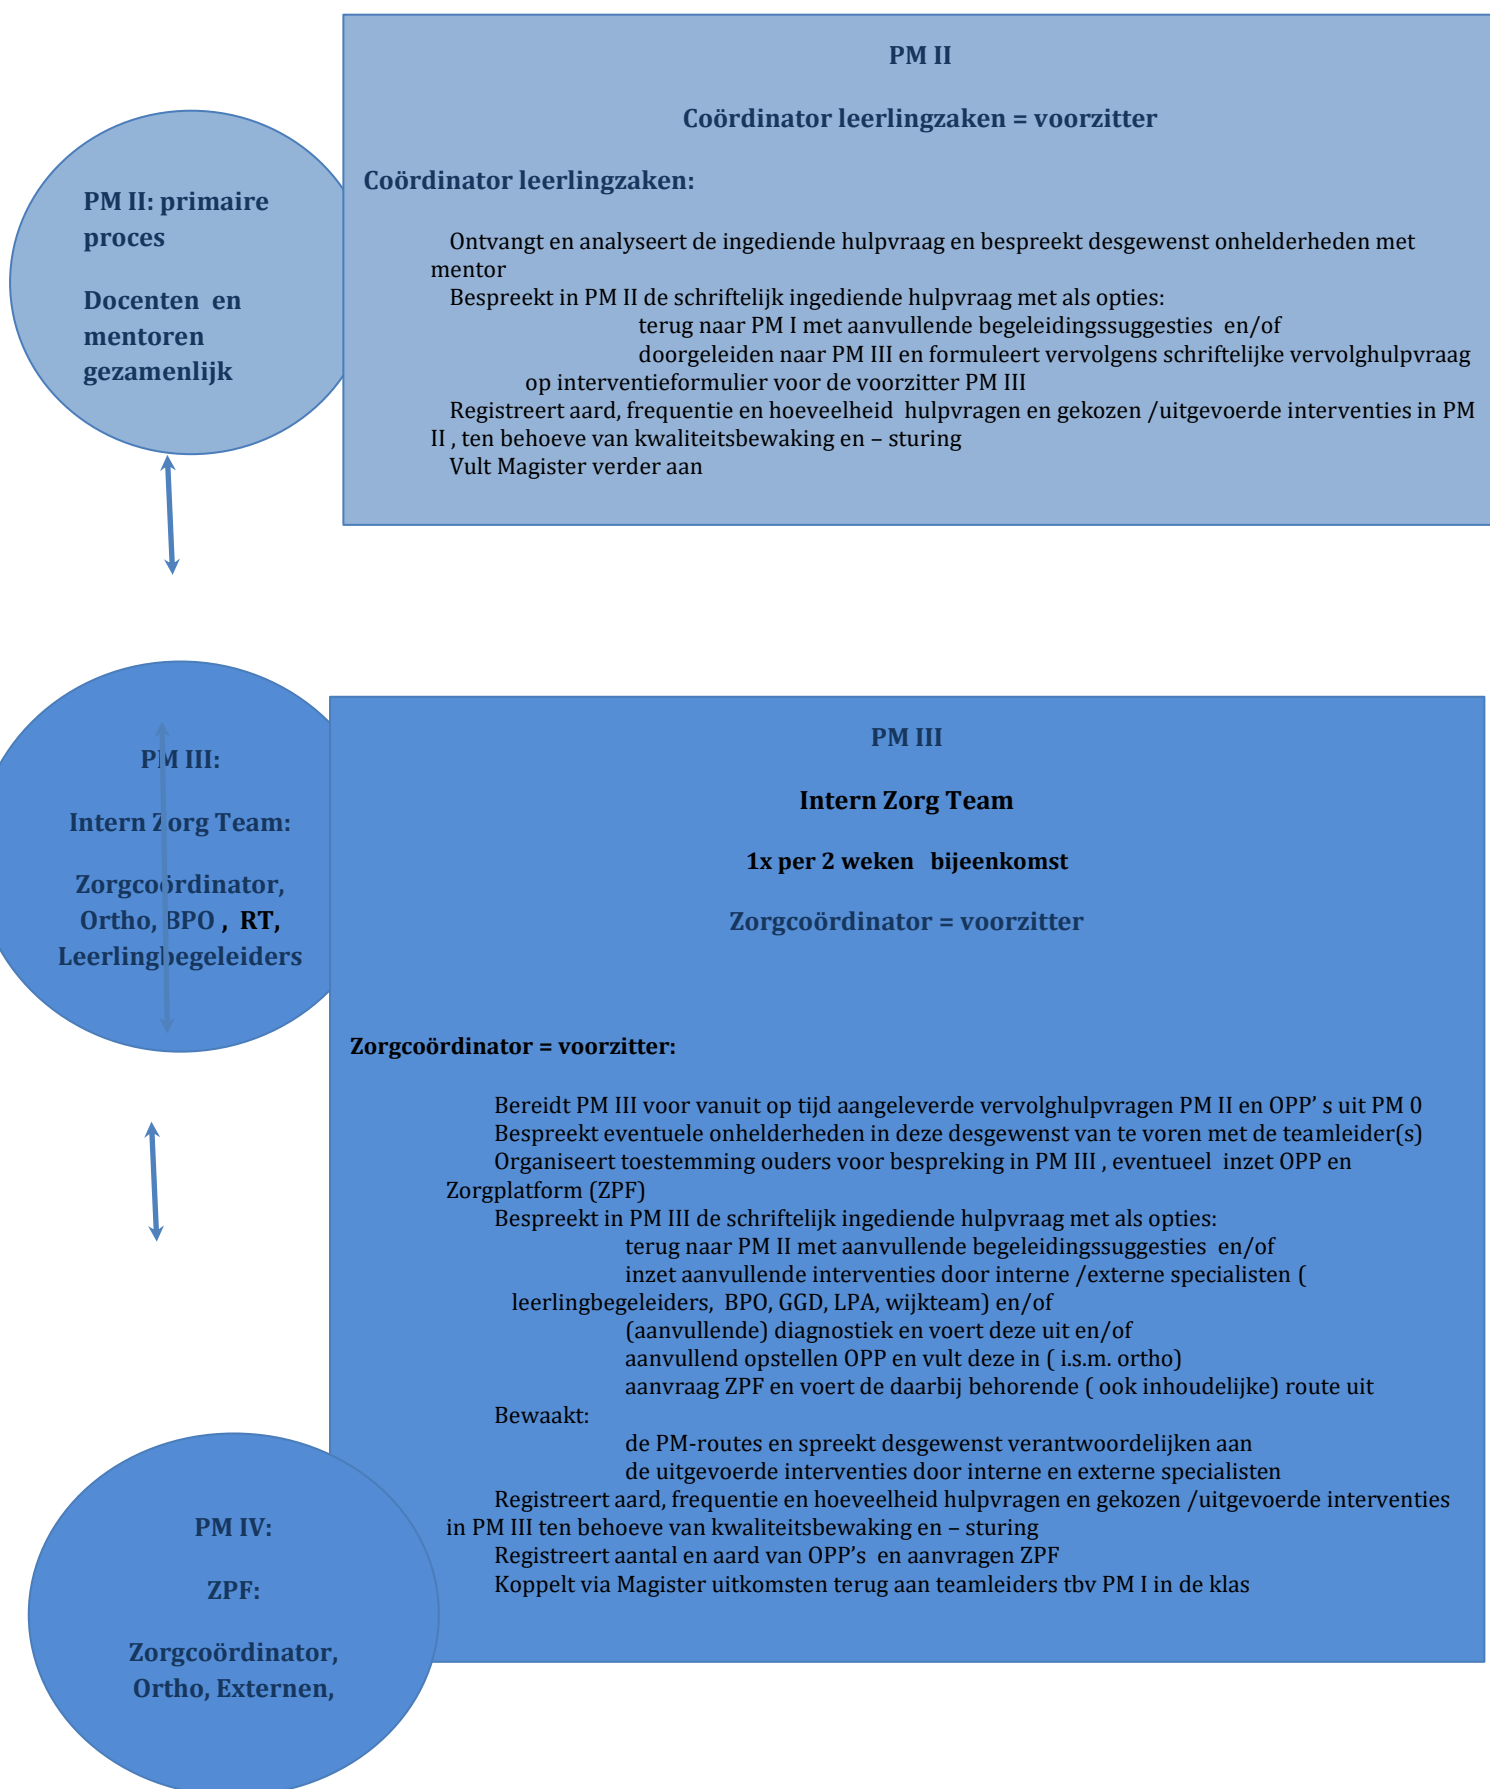 PM II
Coördinator leerlingzaken = voorzitter
PM II: primaire
proces
Docenten en
mentoren
gezamenlijk
Coördinator leerlingzaken:
Ontvangt en analyseert de ingediende hulpvraag en bespreekt desgewenst onhelderheden met
mentor
Bespreekt in PM II de schriftelijk ingediende hulpvraag met als opties:
terug naar PM I met aanvullende begeleidingssuggesties en/of
doorgeleiden naar PM III en formuleert vervolgens schriftelijke vervolghulpvraag
op interventieformulier voor de voorzitter PM III
Registreert aard, frequentie en hoeveelheid hulpvragen en gekozen /uitgevoerde interventies in PM
II , ten behoeve van kwaliteitsbewaking en – sturing
Vult Magister verder aan
PM III:
Intern Zorg Team:
Zorgcoördinator,
Ortho, BPO , RT,
Leerlingbegeleiders
PM III
Intern Zorg Team
1x per 2 weken bijeenkomst
Zorgcoördinator = voorzitter
Zorgcoördinator = voorzitter:
Bereidt PM III voor vanuit op tijd aangeleverde vervolghulpvragen PM II en OPP' s uit PM 0
Bespreekt eventuele onhelderheden in deze desgewenst van te voren met de teamleider(s)
Organiseert toestemming ouders voor bespreking in PM III , eventueel inzet OPP en
Zorgplatform (ZPF)
Bespreekt in PM III de schriftelijk ingediende hulpvraag met als opties:
terug naar PM II met aanvullende begeleidingssuggesties en/of
inzet aanvullende interventies door interne /externe specialisten (
leerlingbegeleiders, BPO, GGD, LPA, wijkteam) en/of
(aanvullende) diagnostiek en voert deze uit en/of
aanvullend opstellen OPP en vult deze in ( i.s.m. ortho)
aanvraag ZPF en voert de daarbij behorende ( ook inhoudelijke) route uit
Bewaakt:
de PM-routes en spreekt desgewenst verantwoordelijken aan
de uitgevoerde interventies door interne en externe specialisten
Registreert aard, frequentie en hoeveelheid hulpvragen en gekozen /uitgevoerde interventies
in PM III ten behoeve van kwaliteitsbewaking en – sturing
Registreert aantal en aard van OPP's en aanvragen ZPF
Koppelt via Magister uitkomsten terug aan teamleiders tbv PM I in de klas
PM IV:
ZPF:
Zorgcoördinator,
Ortho, Externen,